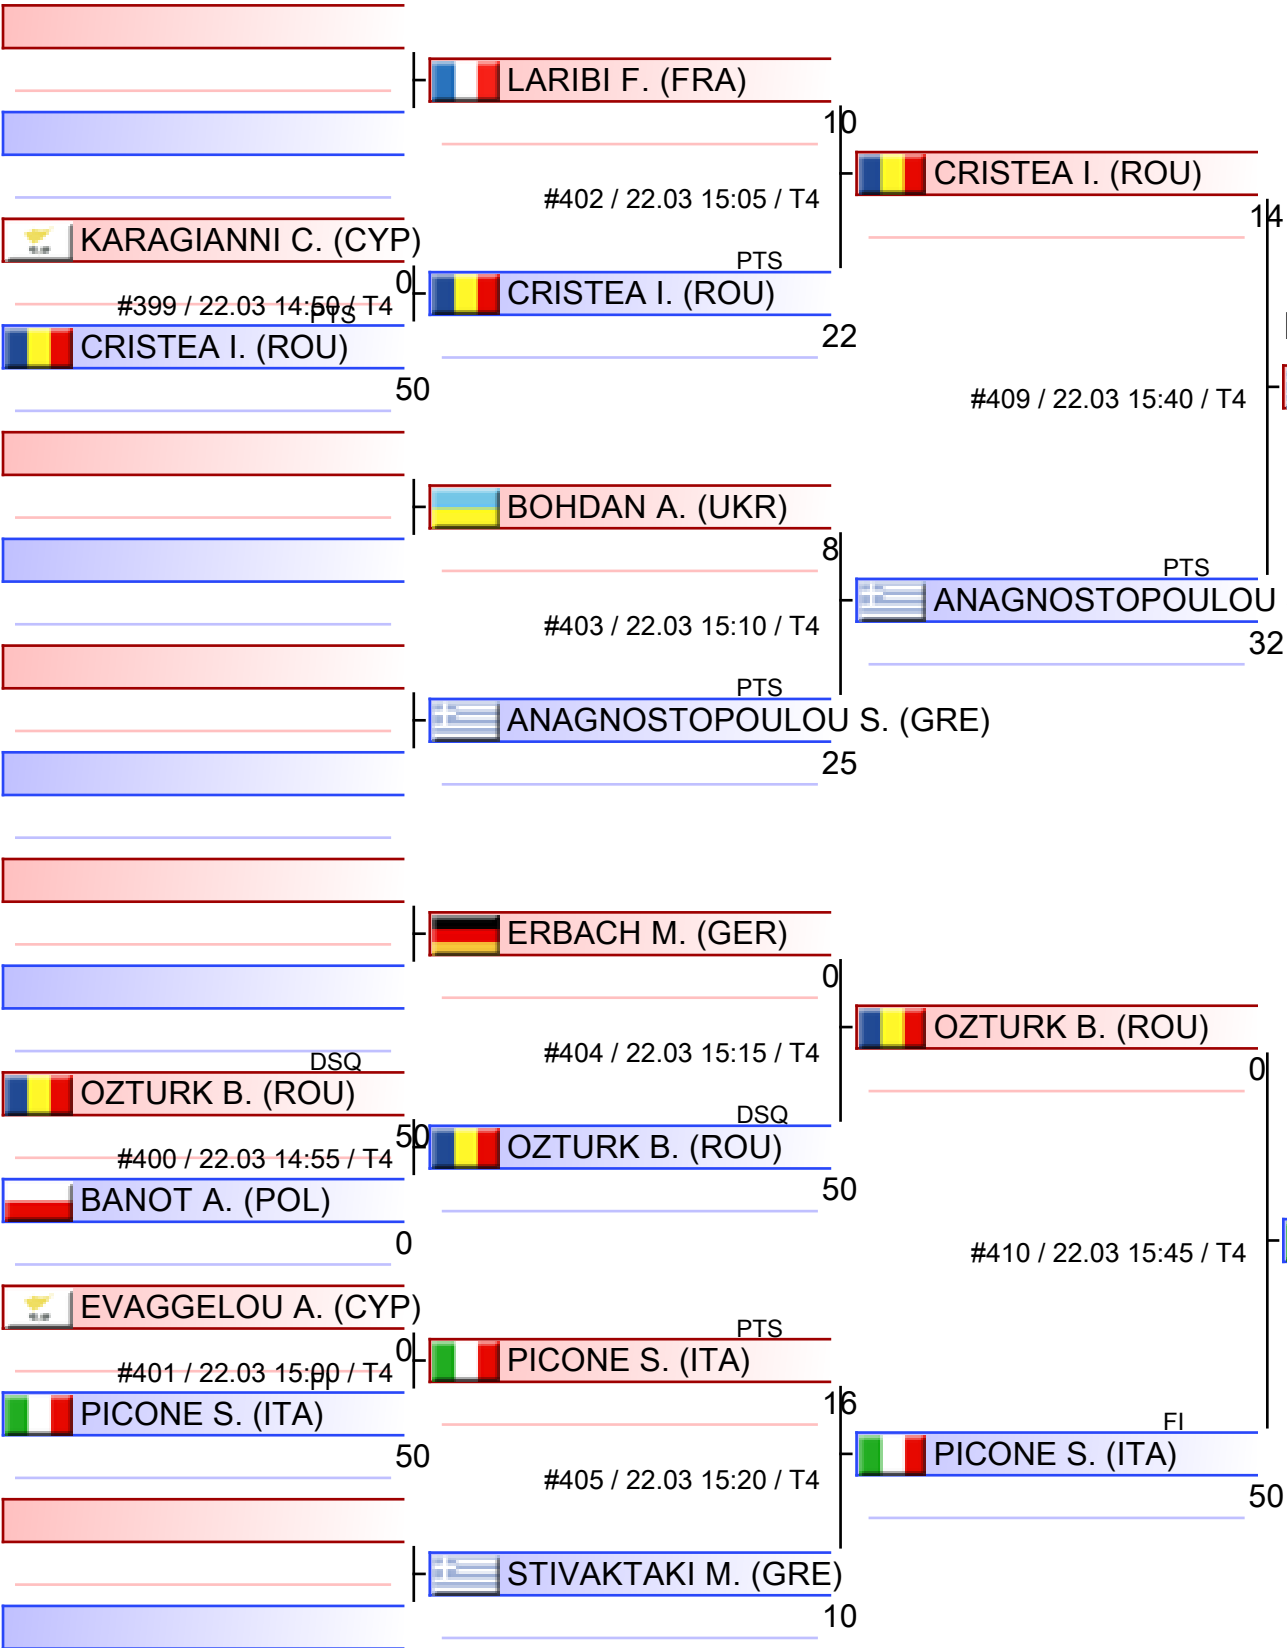 LARIBI F. (FRA)
10
#402 / 22.03 15:05 / T4
CRISTEA I. (ROU)
14
KARAGIANNI C. (CYP)
0
#399 / 22.03 14:50 / T4
PTS
CRISTEA I. (ROU)
50
PTS
CRISTEA I. (ROU)
22
#409 / 22.03 15:40 / T4
BOHDAN A. (UKR)
8
#403 / 22.03 15:10 / T4
PTS
ANAGNOSTOPOULOU
32
PTS
ANAGNOSTOPOULOU S. (GRE)
25
ERBACH M. (GER)
0
#404 / 22.03 15:15 / T4
OZTURK B. (ROU)
0
DSQ
OZTURK B. (ROU)
50
#400 / 22.03 14:55 / T4
BANOT A. (POL)
0
DSQ
OZTURK B. (ROU)
50
#410 / 22.03 15:45 / T4
EVAGGELOU A. (CYP)
0
#401 / 22.03 15:00 / T4
PP
PICONE S. (ITA)
50
PTS
PICONE S. (ITA)
16
#405 / 22.03 15:20 / T4
FI
PICONE S. (ITA)
50
STIVAKTAKI M. (GRE)
10